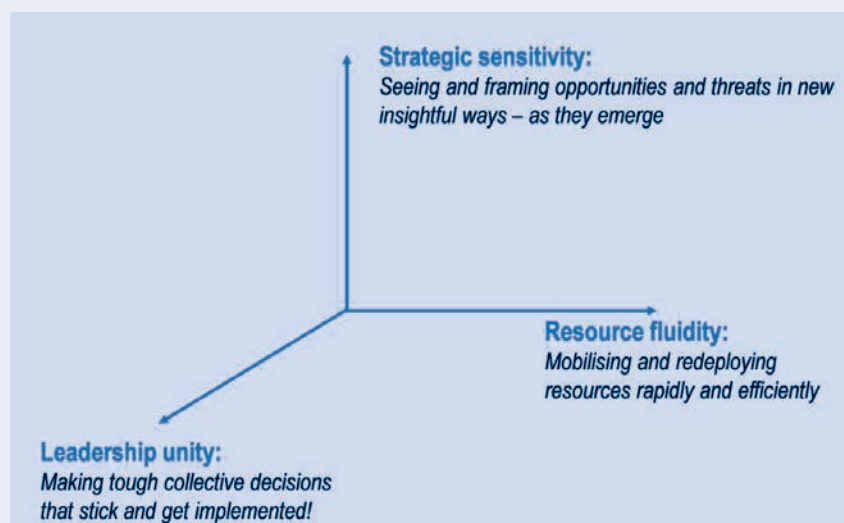 Strategic sensitivity:
Seeing and framing opportunities and threats in new
insightful ways – as they emerge
Resource fluidity:
Mobilising and redeploying
resources rapidly and efficiently
Leadership unity:
Making tough collective decisions
that stick and get implemented!